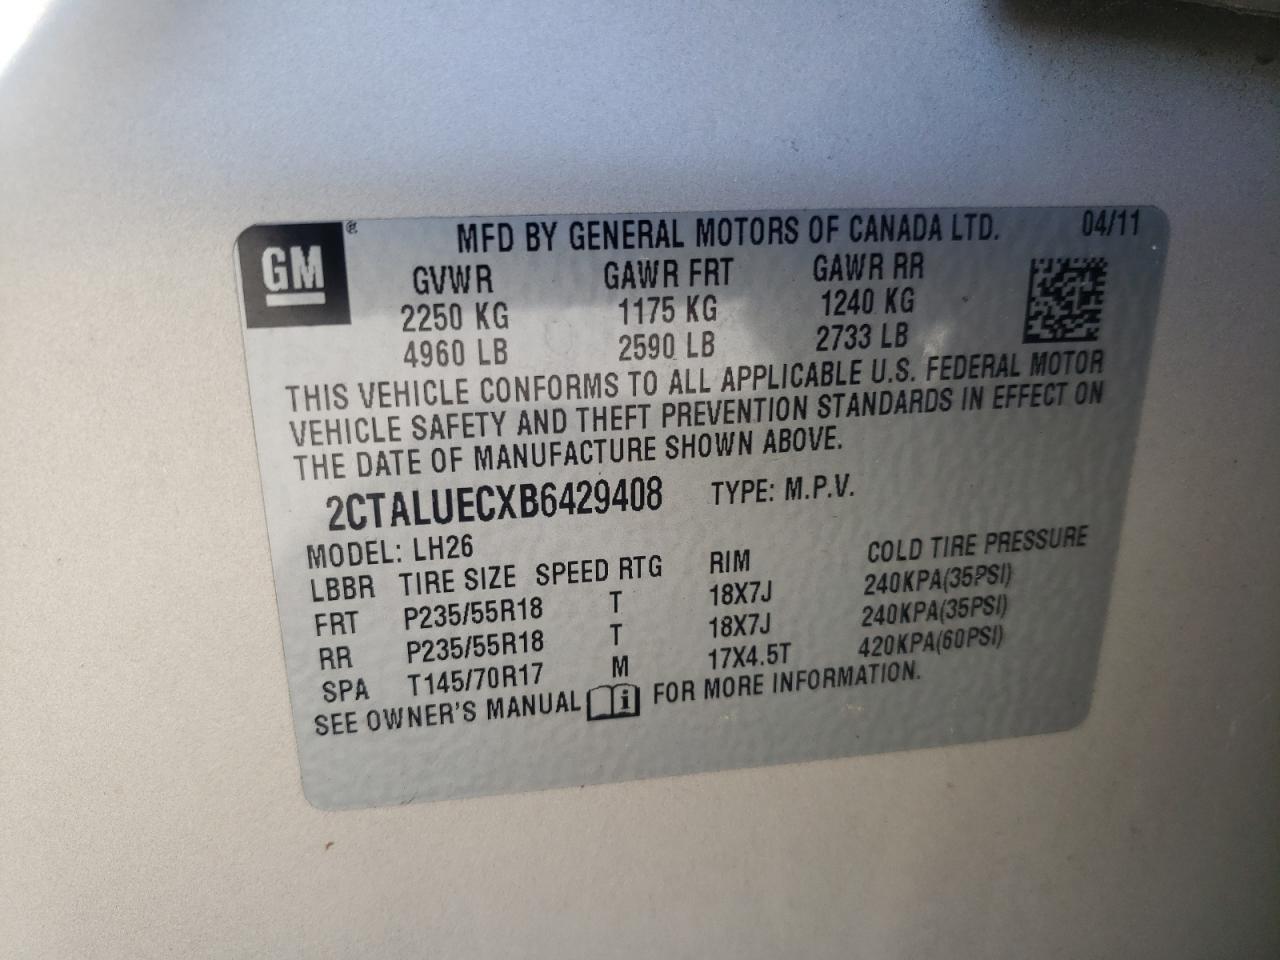 GM®
MFD BY GENERAL MOTORS OF CANADA LTD. 04/11
GVWR GAWR FRT GAWR RR
2250 KG 1175 KG 1240 KG
4960 LB 2590 LB 2733 LB
THIS VEHICLE CONFORMS TO ALL APPLICABLE U.S. FEDERAL MOTOR
VEHICLE SAFETY AND THEFT PREVENTION STANDARDS IN EFFECT ON
THE DATE OF MANUFACTURE SHOWN ABOVE.
2CTALUECXB6429408 TYPE: M.P.V.
MODEL: LH26
LBBR TIRE SIZE SPEED RTG RIM COLD TIRE PRESSURE
FRT P235/55R18 T 18X7J 240KPA(35PSI)
RR P235/55R18 T 18X7J 240KPA(35PSI)
SPA T145/70R17 M 17X4.5T 420KPA(60PSI)
SEE OWNER'S MANUAL i FOR MORE INFORMATION.